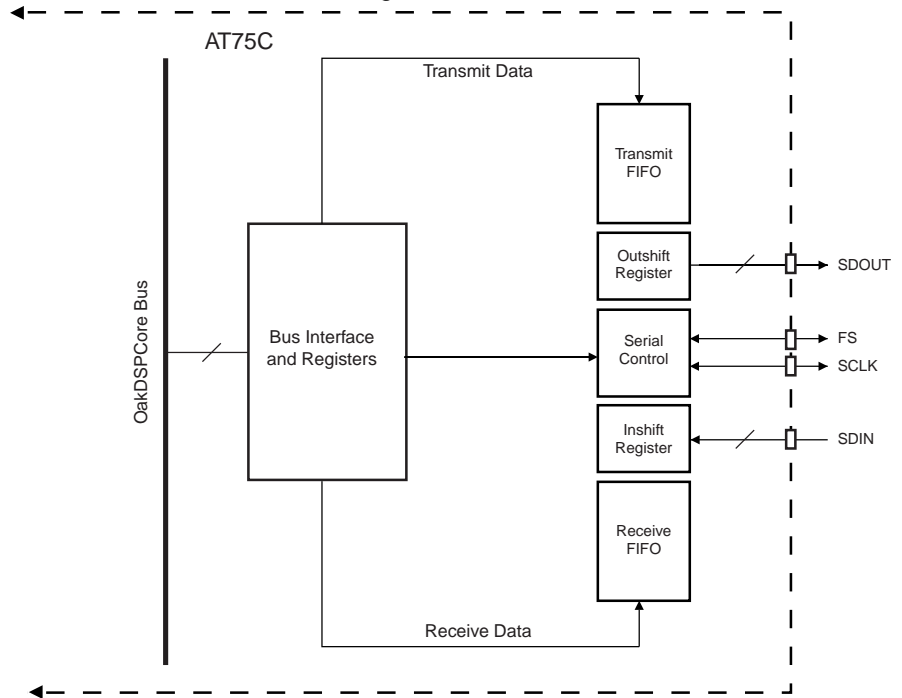 AT75C
Transmit Data
Transmit
FIFO
Outshift
Register
SDOUT
OakDSPCore Bus
Bus Interface
and Registers
Serial
Control
FS
SCLK
Inshift
Register
SDIN
Receive
FIFO
Receive Data